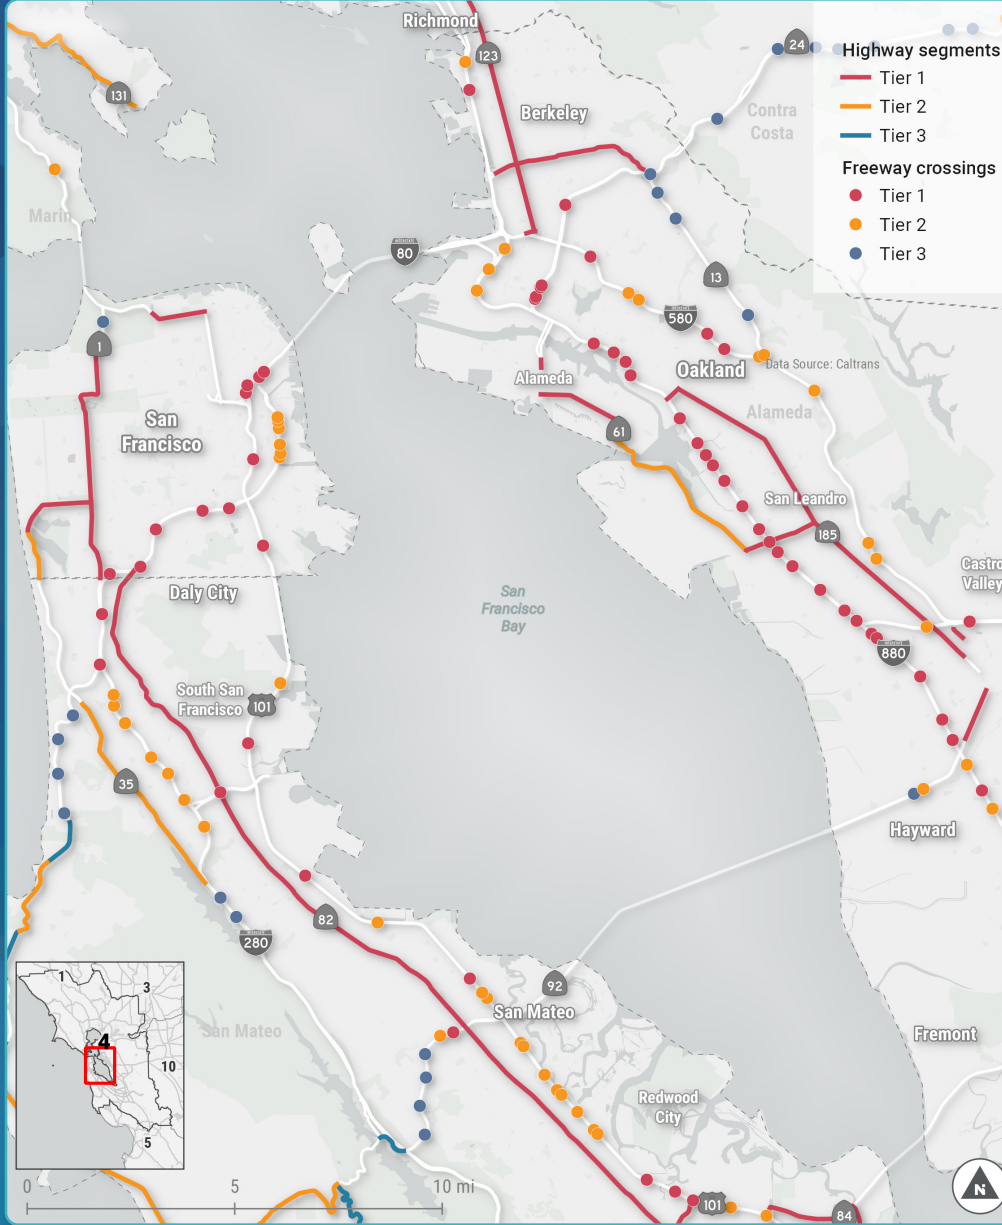 Richmond
24
123
Highway segments
Tier 1
Tier 2
Tier 3
131
Berkeley
Contra
Costa
Freeway crossings
Tier 1
Tier 2
Tier 3
Marin
80
13
580
1
Oakland
Data Source: Caltrans
Alameda
Alameda
San
Francisco
61
San Leandro
185
Castro
Valley
Daly City
San
Francisco
Bay
880
South San
Francisco
101
35
Hayward
82
280
92
San Mateo
San Mateo
Fremont
1
3
4
10
5
Redwood
City
0
5
10 mi
101
84
N